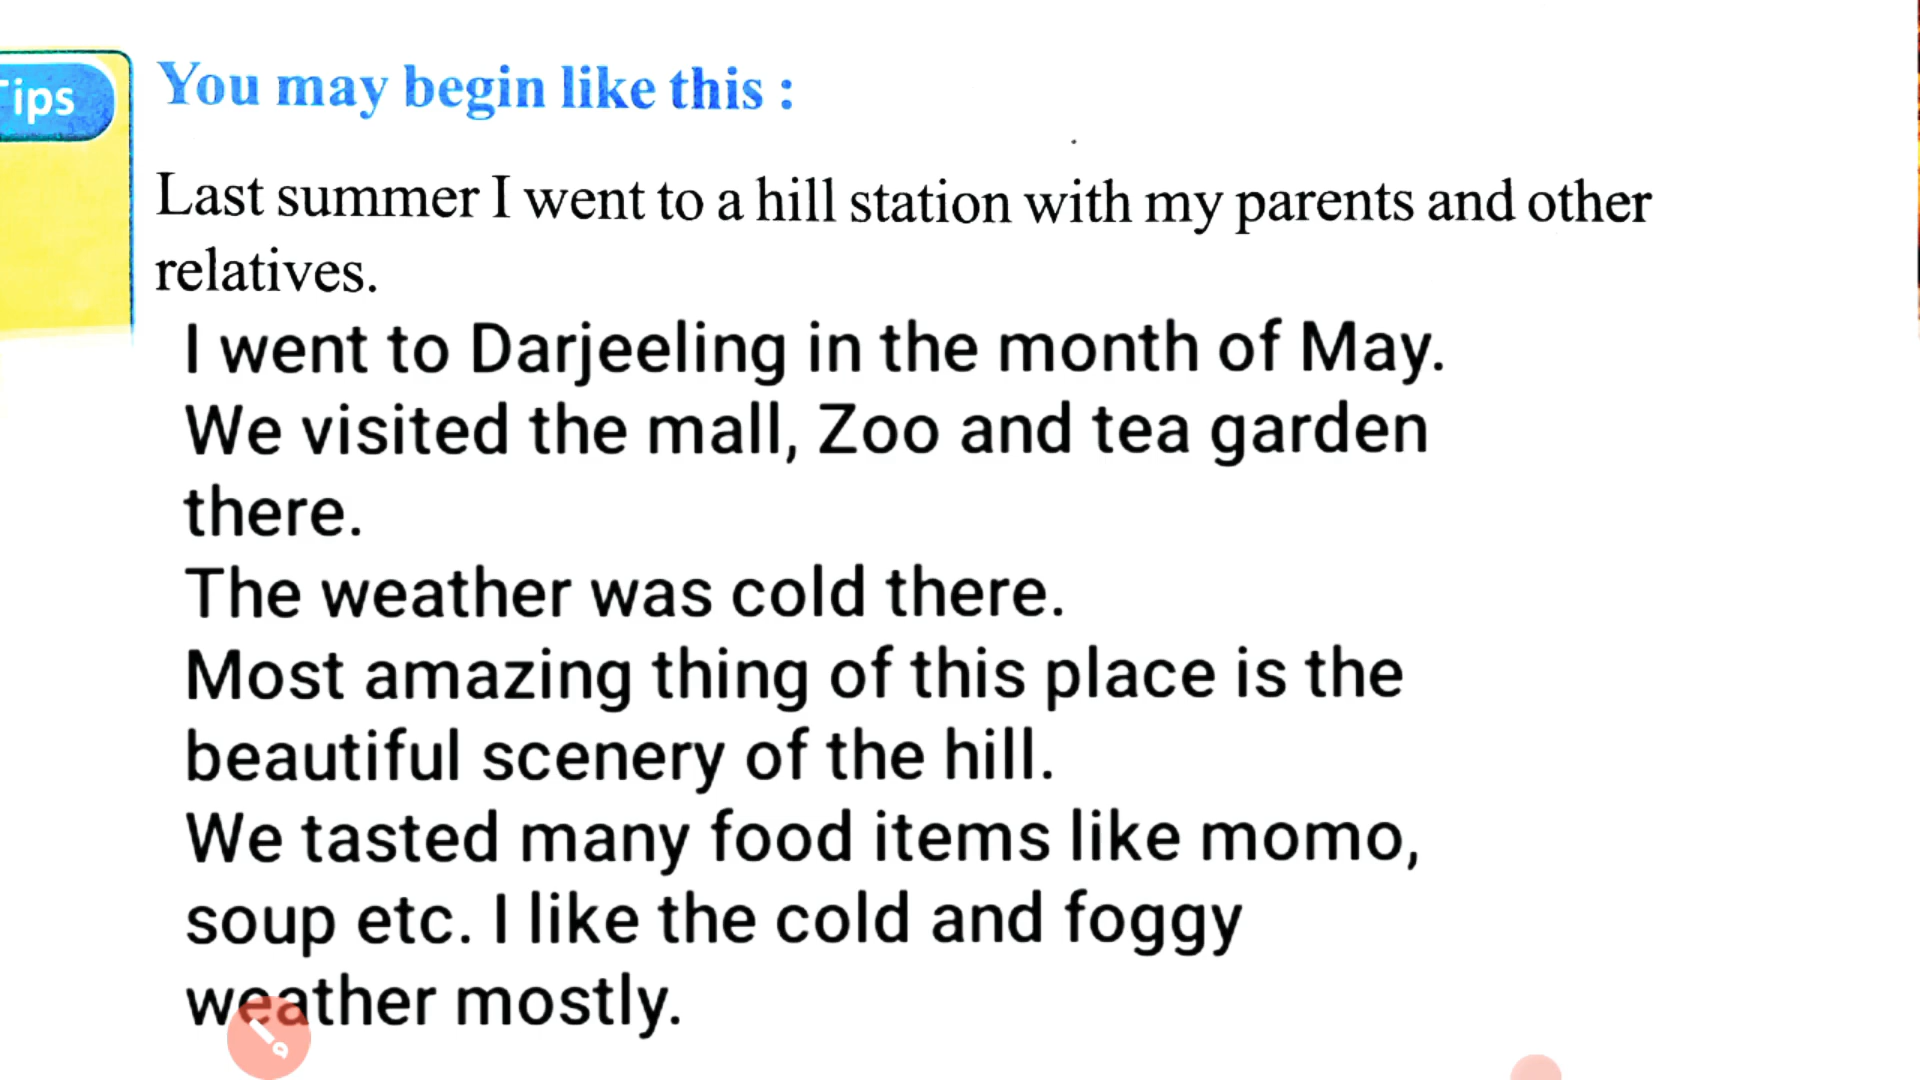 ips
You may begin like this :
Last summer I went to a hill station with my parents and other
relatives.
I went to Darjeeling in the month of May.
We visited the mall, Zoo and tea garden
there.
The weather was cold there.
Most amazing thing of this place is the
beautiful scenery of the hill.
We tasted many food items like momo,
soup etc. I like the cold and foggy
weather mostly.